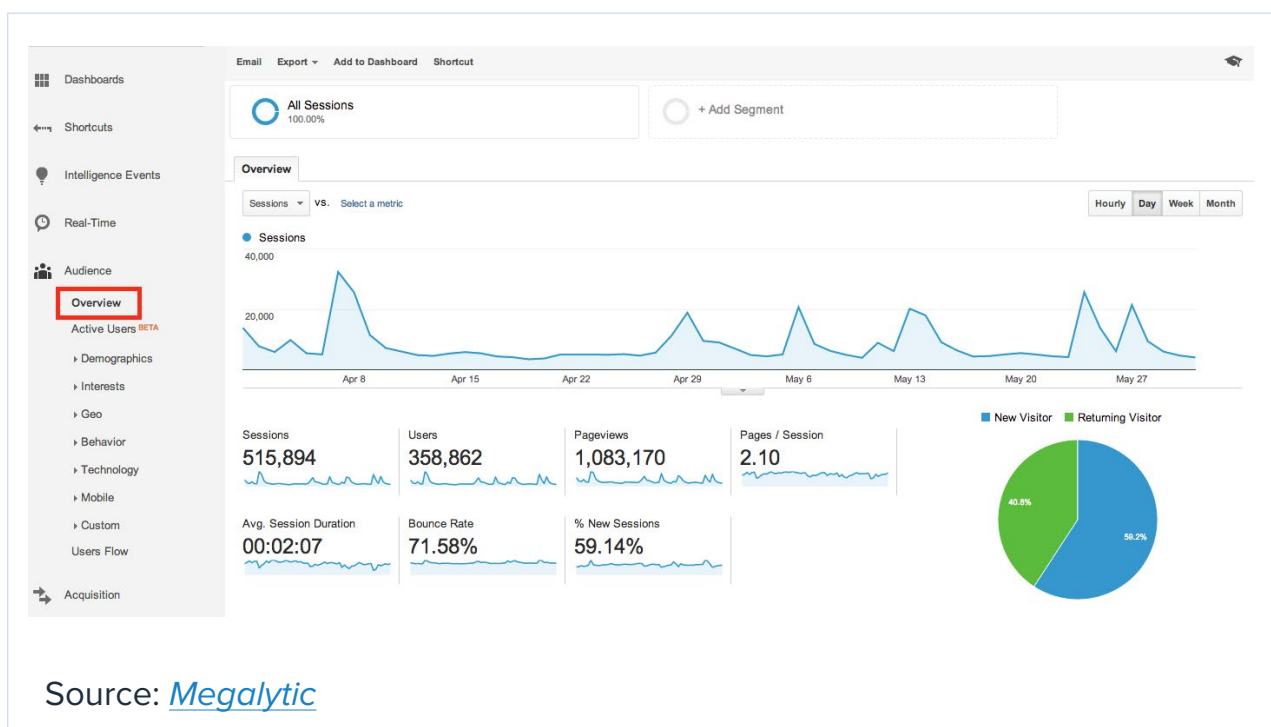 Email Export Add to Dashboard Shortcut
Dashboards
Shortcuts
Intelligence Events
Real-Time
Audience
Overview
Active Users BETA
Demographics
Interests
Geo
Behavior
Technology
Mobile
Custom
Users Flow
Acquisition
All Sessions
100.00%
+ Add Segment
Overview
Sessions VS. Select a metric
Hourly Day Week Month
Sessions
40,000
20,000
Apr 8 Apr 15 Apr 22 Apr 29 May 6 May 13 May 20 May 27
New Visitor Returning Visitor
Sessions Users Pageviews Pages / Session
515,894 358,862 1,083,170 2.10
Avg. Session Duration Bounce Rate % New Sessions
00:02:07 71.58% 59.14%
40.8%
59.2%
Source: Megalytic